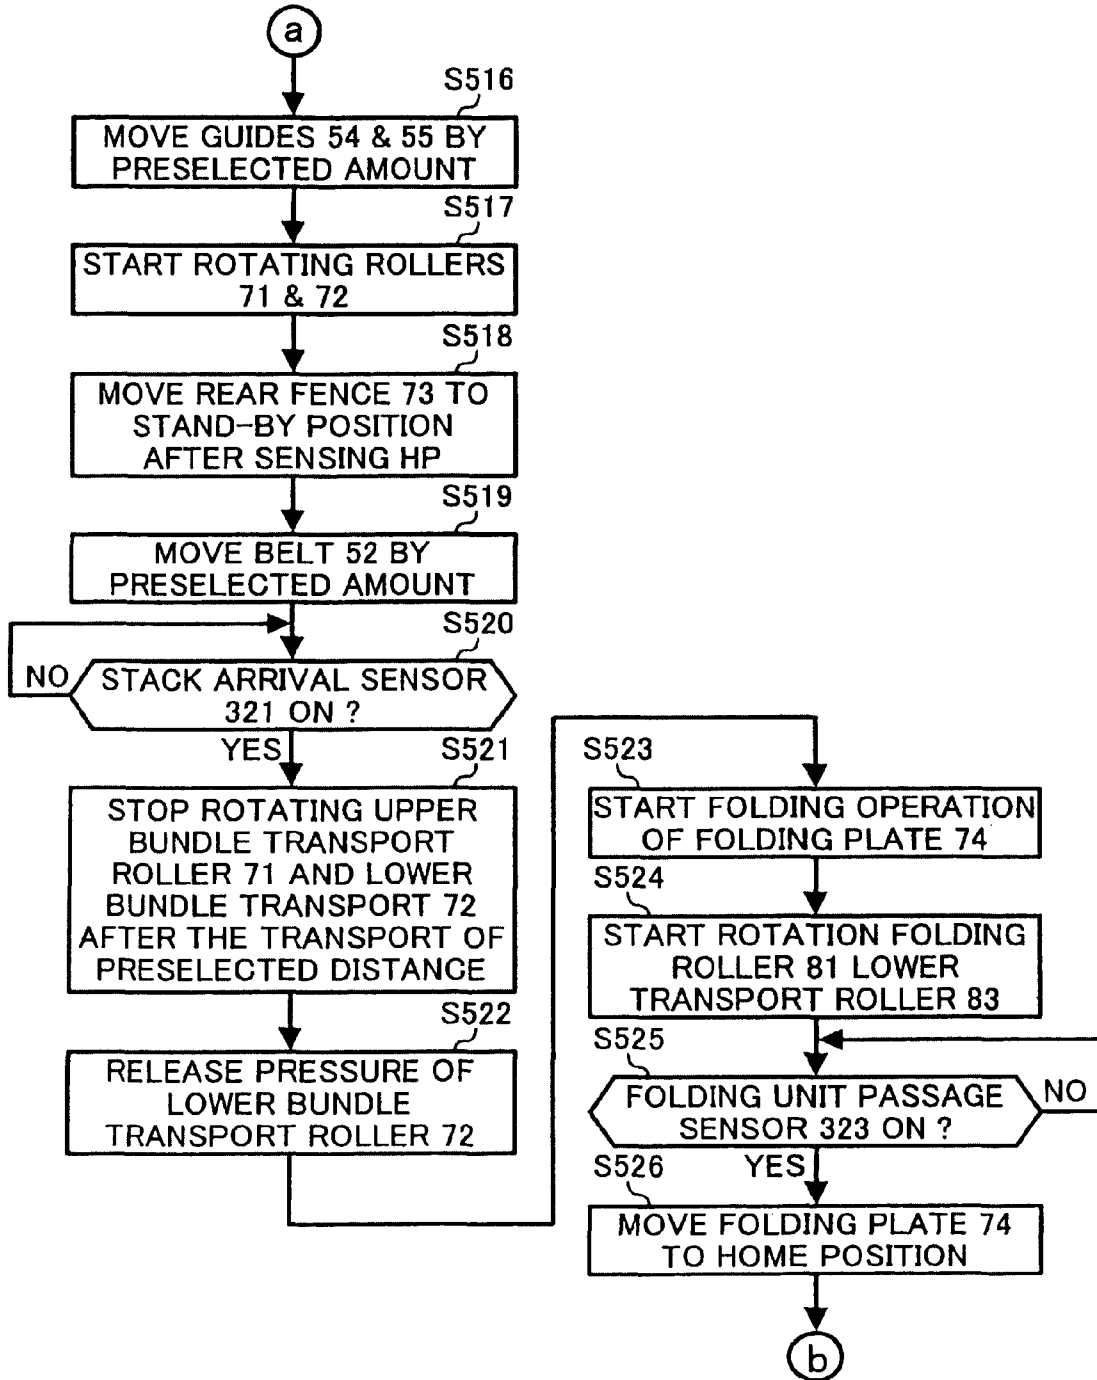 a
S516
MOVE GUIDES 54 & 55 BY
PRESELECTED AMOUNT
S517
START ROTATING ROLLERS
71 & 72
S518
MOVE REAR FENCE 73 TO
STAND-BY POSITION
AFTER SENSING HP
S519
MOVE BELT 52 BY
PRESELECTED AMOUNT
S520
NO
STACK ARRIVAL SENSOR
321 ON ?
YES
S521
STOP ROTATING UPPER
BUNDLE TRANSPORT
ROLLER 71 AND LOWER
BUNDLE TRANSPORT 72
AFTER THE TRANSPORT OF
PRESELECTED DISTANCE
S522
RELEASE PRESSURE OF
LOWER BUNDLE
TRANSPORT ROLLER 72
S523
START FOLDING OPERATION
OF FOLDING PLATE 74
S524
START ROTATION FOLDING
ROLLER 81 LOWER
TRANSPORT ROLLER 83
S525
FOLDING UNIT PASSAGE
SENSOR 323 ON ?
NO
YES
S526
MOVE FOLDING PLATE 74
TO HOME POSITION
b